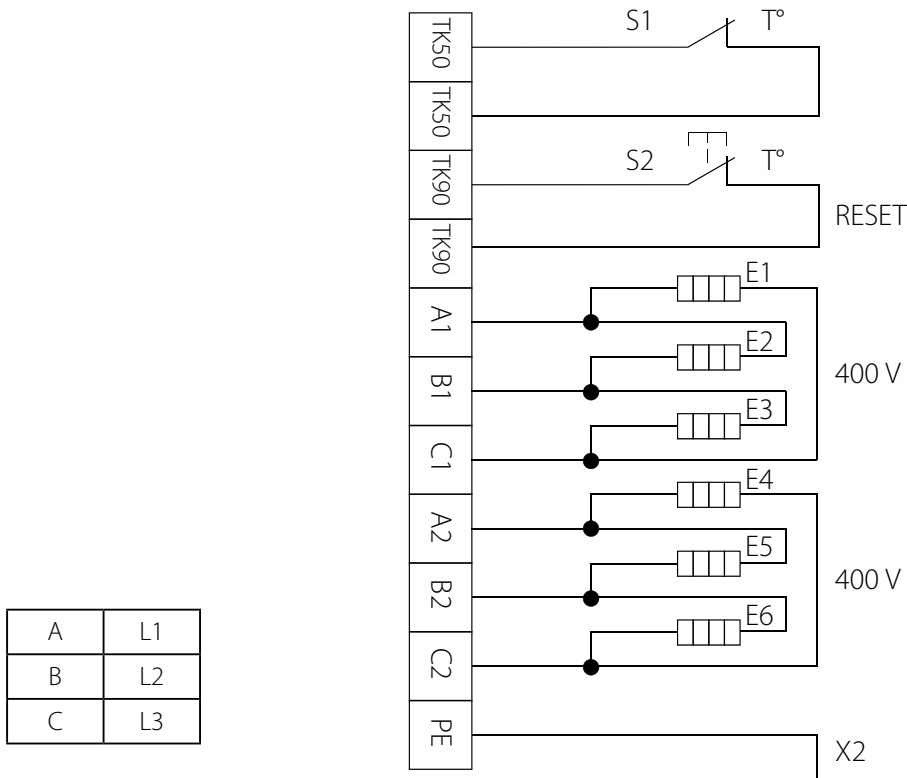 S1 T°
TK50
TK50
S2 T°
TK90
RESET
TK90
E1
A1
E2
400 V
B1
E3
C1
E4
A2
E5
400 V
B2
E6
C2
A L1
B L2
C L3
PE
X2